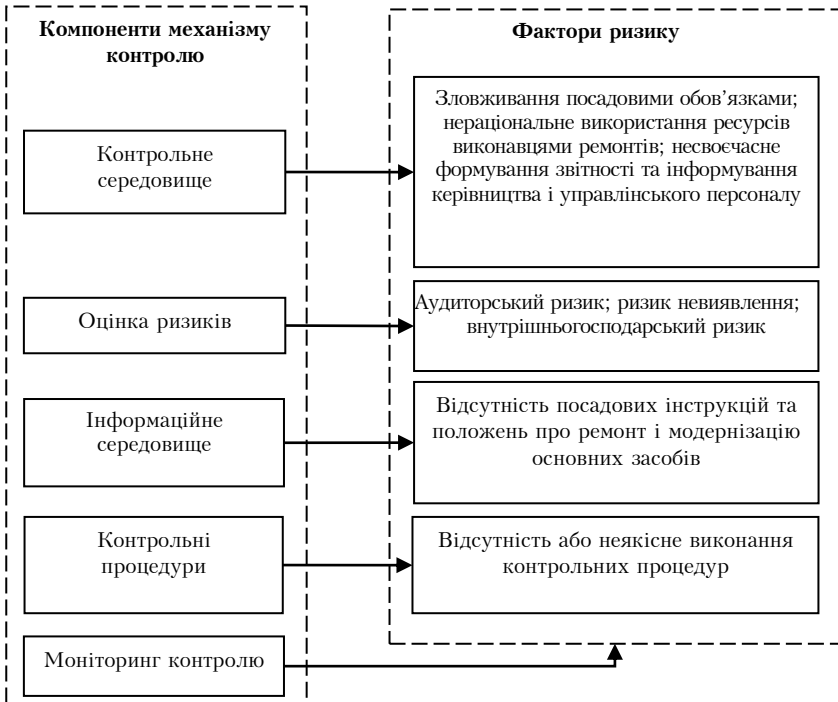 Компоненти механізму
контролю
Фактори ризику
Контрольне
середовище
Зловживання посадовими обов’язками;
нераціональне використання ресурсів
виконавцями ремонтів; несвоєчасне
формування звітності та інформування
керівництва і управлінського персоналу
Оцінка ризиків
Аудиторський ризик; ризик невиявлення;
внутрішньогосподарський ризик
Інформаційне
середовище
Відсутність посадових інструкцій та
положень про ремонт і модернізацію
основних засобів
Контрольні
процедури
Відсутність або неякісне виконання
контрольних процедур
Моніторинг контролю